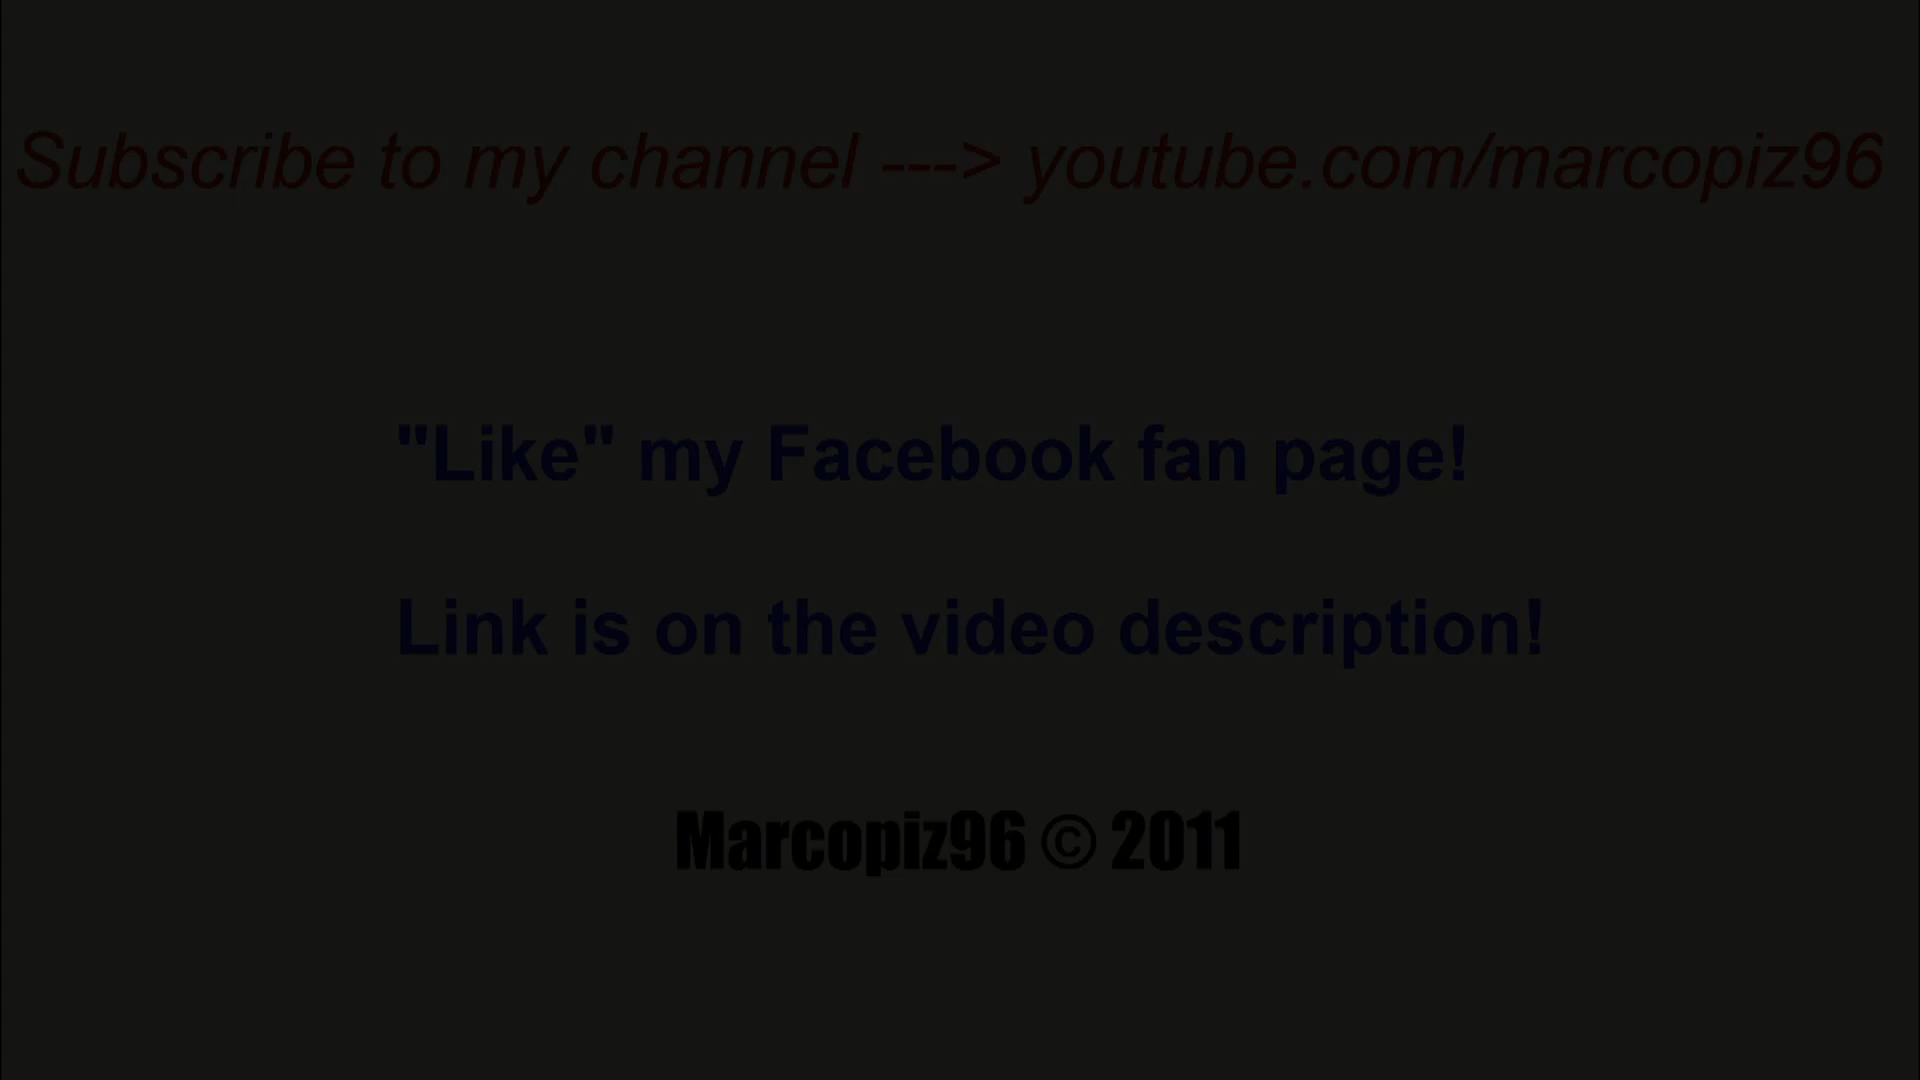 Subscribe to my channel ---> youtube.com/marcopiz96
"Like" my Facebook fan page!
Link is on the video description!
Marcopiz96 © 2011